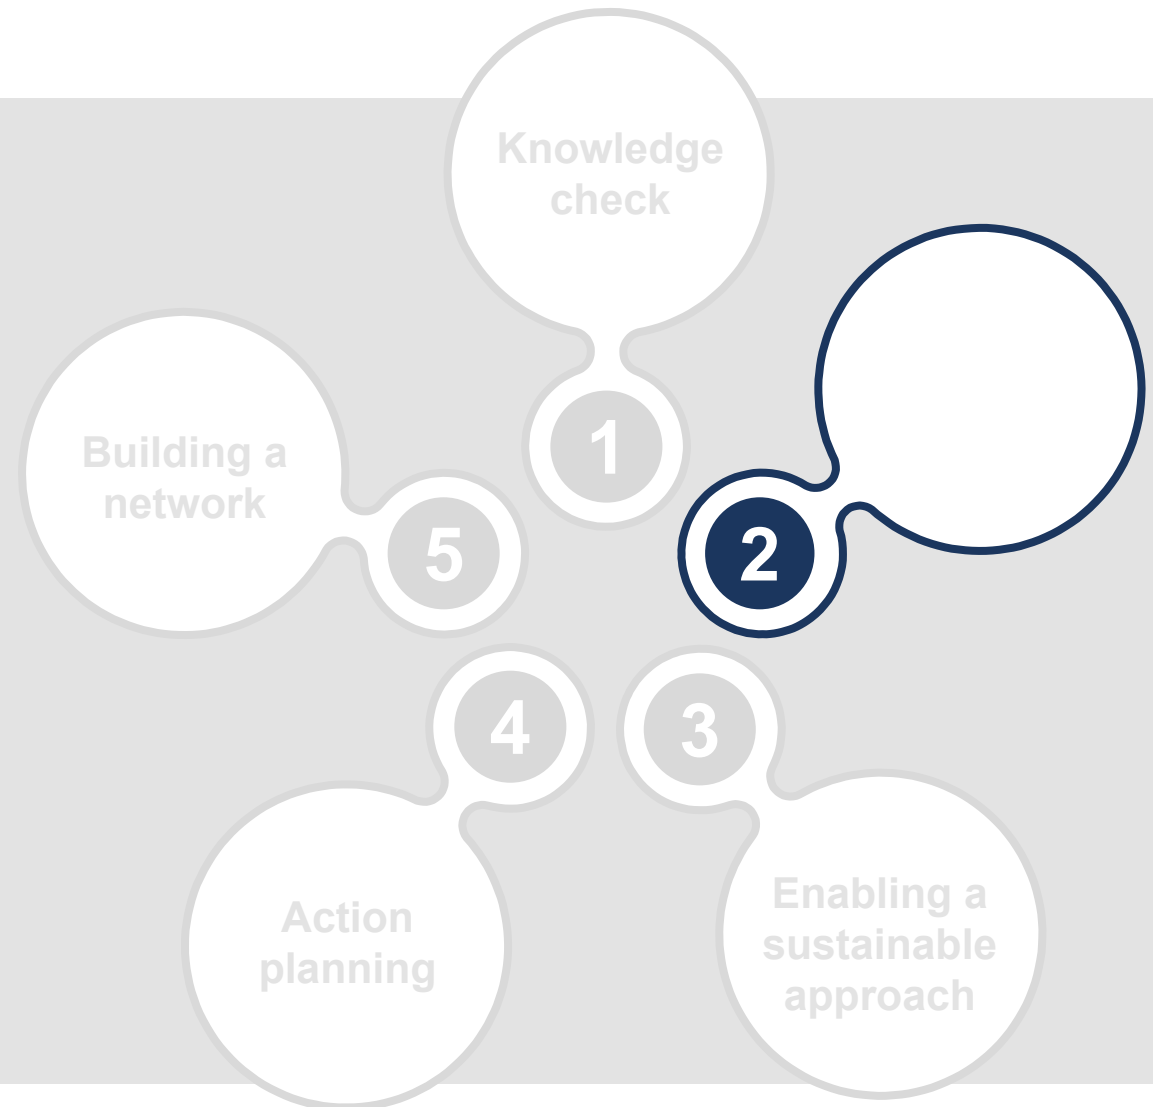 Knowledge
check
1
2
3
Enabling a
sustainable
approach
4
Action
planning
5
Building a
network